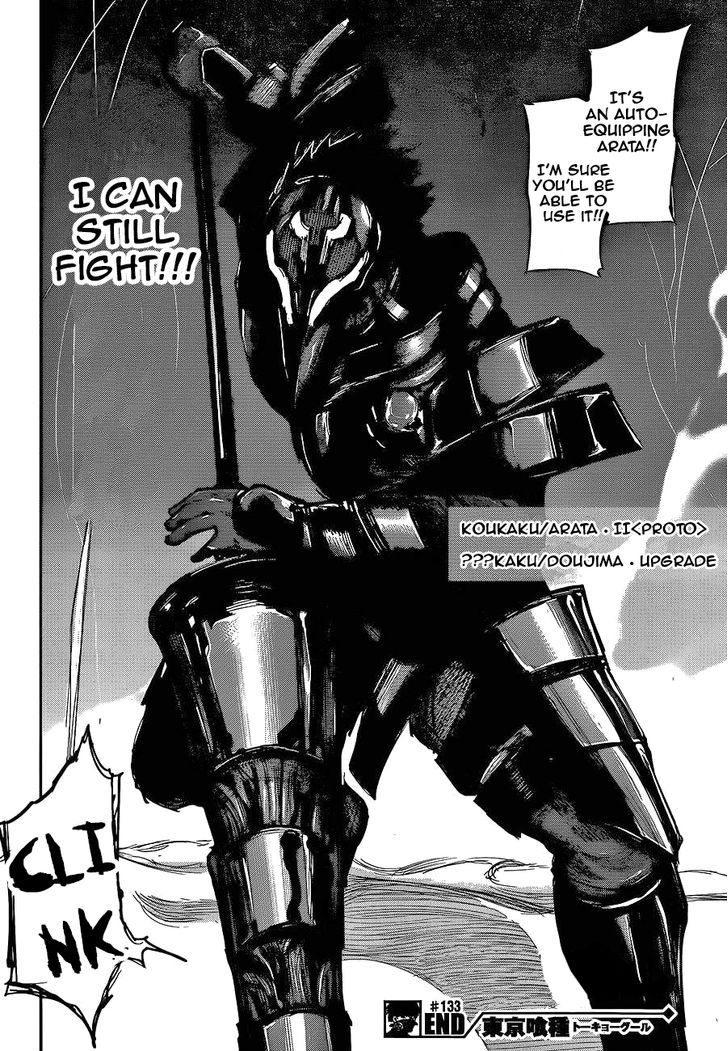 IT'S
AN AUTO-
EQUIPPING
ARATA!!
I'M SURE
YOU'LL BE
ABLE TO
USE IT!!
I CAN
STILL
FIGHT!!!
KOUKAKU/ARATA · II<PROTO>
???KAKU/DOUJIMA · UPGRADE
CLI
NK
#133
END/東京喰種トーキョーグール